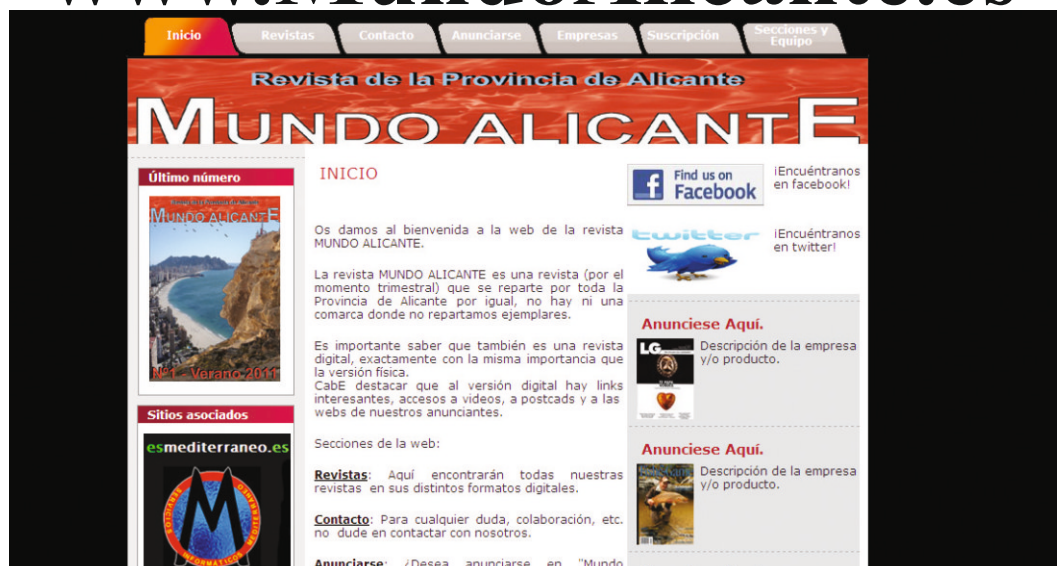 www.MundoAlicante.es
Inicio
Revistas
Contacto
Anunciarse
Empresas
Suscripción
Secciones y
Equipo
Revista de la Provincia de Alicante
MUNDO ALICANTE
Último número
MUNDO ALICANTE
Nº1 - Verano 2011
Sitios asociados
esmediterraneo.es
INICIO
Os damos al bienvenida a la web de la revista
MUNDO ALICANTE.
La revista MUNDO ALICANTE es una revista (por el
momento trimestral) que se reparte por toda la
Provincia de Alicante por igual, no hay ni una
comarca donde no repartamos ejemplares.
Es importante saber que también es una revista
digital, exactamente con la misma importancia que
la versión física.
CabE destacar que al versión digital hay links
interesantes, accesos a videos, a postcads y a las
webs de nuestros anunciantes.
Secciones de la web:
Revistas: Aquí encontrarán todas nuestras
revistas en sus distintos formatos digitales.
Contacto: Para cualquier duda, colaboración, etc.
no dude en contactar con nosotros.
Anunciarse: ¿Desea anunciarse en "Mundo
Find us on
Facebook
¡Encuéntranos
en facebook!
twitter
¡Encuéntranos
en twitter!
Anunciese Aquí.
LG
Descripción de la empresa
y/o producto.
Anunciese Aquí.
Descripción de la empresa
y/o producto.